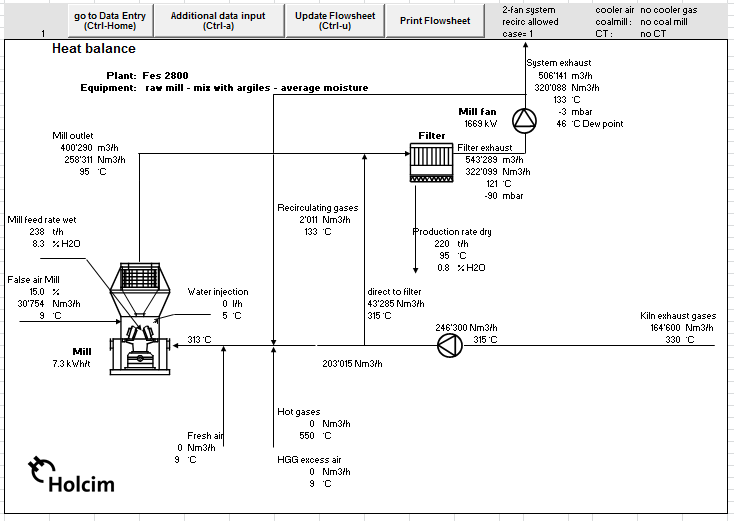 1
go to Data Entry
(Ctrl-Home)
Additional data input
(Ctrl-a)
Update Flowsheet
(Ctrl-u)
Print Flowsheet
2-fan system
recirc allowed
case= 1
cooler air no cooler gas
coalmill : no coal mill
CT : no CT
Heat balance
Plant: Fes 2800
Equipment: raw mill - mix with argiles - average moisture
System exhaust
506'141 m3/h
320'088 Nm3/h
133 °C
-3 mbar
46 °C Dew point
Mill fan
1669 kW
Filter
Filter exhaust
543'289 m3/h
322'099 Nm3/h
121 °C
-90 mbar
Mill outlet
400'290 m3/h
258'311 Nm3/h
95 °C
Recirculating gases
2'011 Nm3/h
133 °C
Mill feed rate wet
238 t/h
8.3 % H2O
Production rate dry
220 t/h
95 °C
0.8 % H2O
False air Mill
15.0 %
30'754 Nm3/h
9 °C
Water injection
0 l/h
5 °C
direct to filter
43'285 Nm3/h
315 °C
Kiln exhaust gases
164'600 Nm3/h
330 °C
246'300 Nm3/h
315 °C
313 °C
Mill
7.3 kWh/t
203'015 Nm3/h
Hot gases
0 Nm3/h
550 °C
Fresh air
0 Nm3/h
9 °C
HGG excess air
0 Nm3/h
9 °C
Holcim